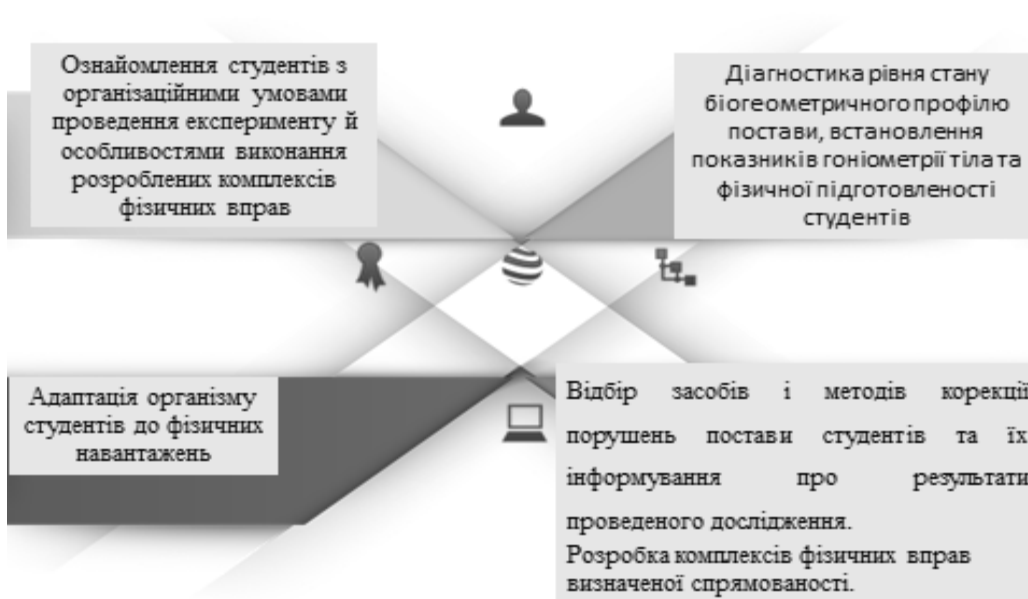 Ознайомлення студентів з
організаційними умовами
проведення експерименту й
особливостями виконання
розроблених комплексів
фізичних вправ
Діагностика рівня стану
біогеометричного профілю
постави, встановлення
показників гоніометрії тіла та
фізичної підготовленості
студентів
Адаптація організму
студентів до фізичних
навантажень
Відбір засобів і методів корекції
порушень постави студентів та їх
інформування про результати
проведеного дослідження.
Розробка комплексів фізичних вправ
визначеної спрямованості.